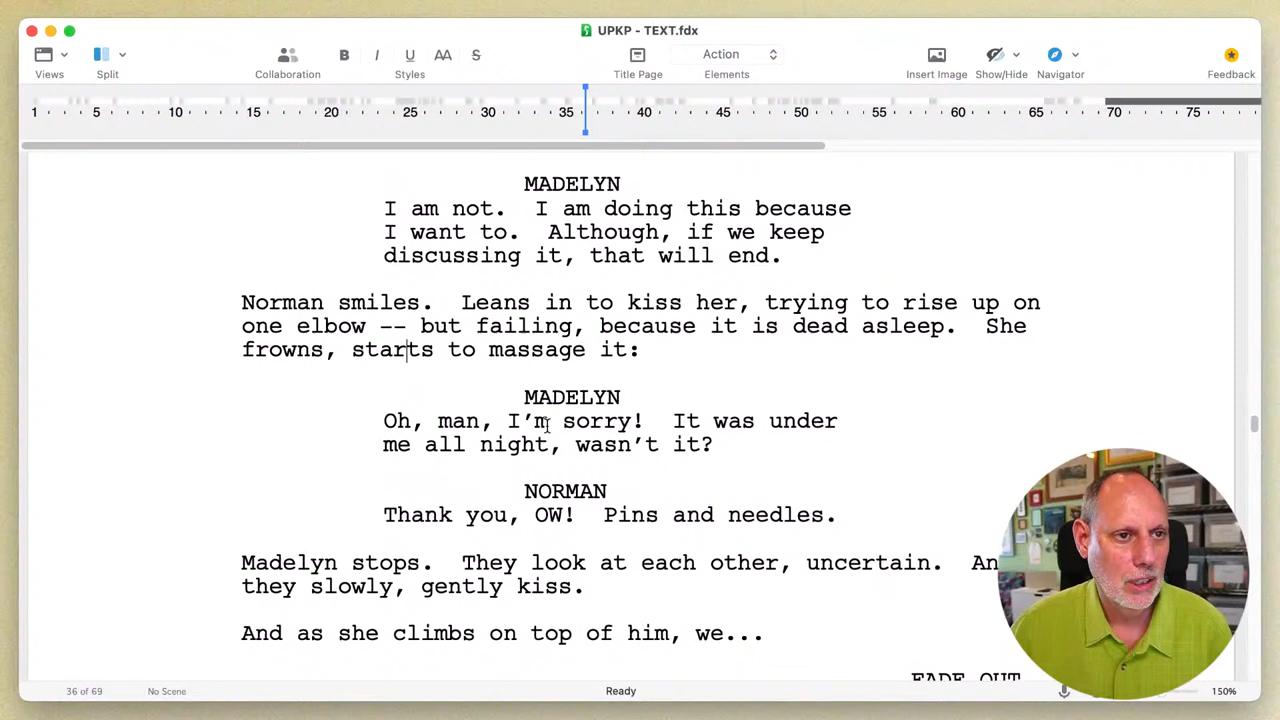 UPKP - TEXT.fdx
Views
Split
Collaboration
B I U AA S
Styles
Title Page
Action
Elements
Insert Image
Show/Hide
Navigator
Feedback
1 5 10 15 20 25 30 35 40 45 50 55 60 65 70 75
MADELYN
I am not. I am doing this because
I want to. Although, if we keep
discussing it, that will end.
Norman smiles. Leans in to kiss her, trying to rise up on
one elbow -- but failing, because it is dead asleep. She
frowns, starts to massage it:
MADELYN
Oh, man, I’m sorry! It was under
me all night, wasn’t it?
NORMAN
Thank you, OW! Pins and needles.
Madelyn stops. They look at each other, uncertain.
they slowly, gently kiss.
And as she climbs on top of him, we...
FADE OUT
36 of 69
No Scene
Ready
150%